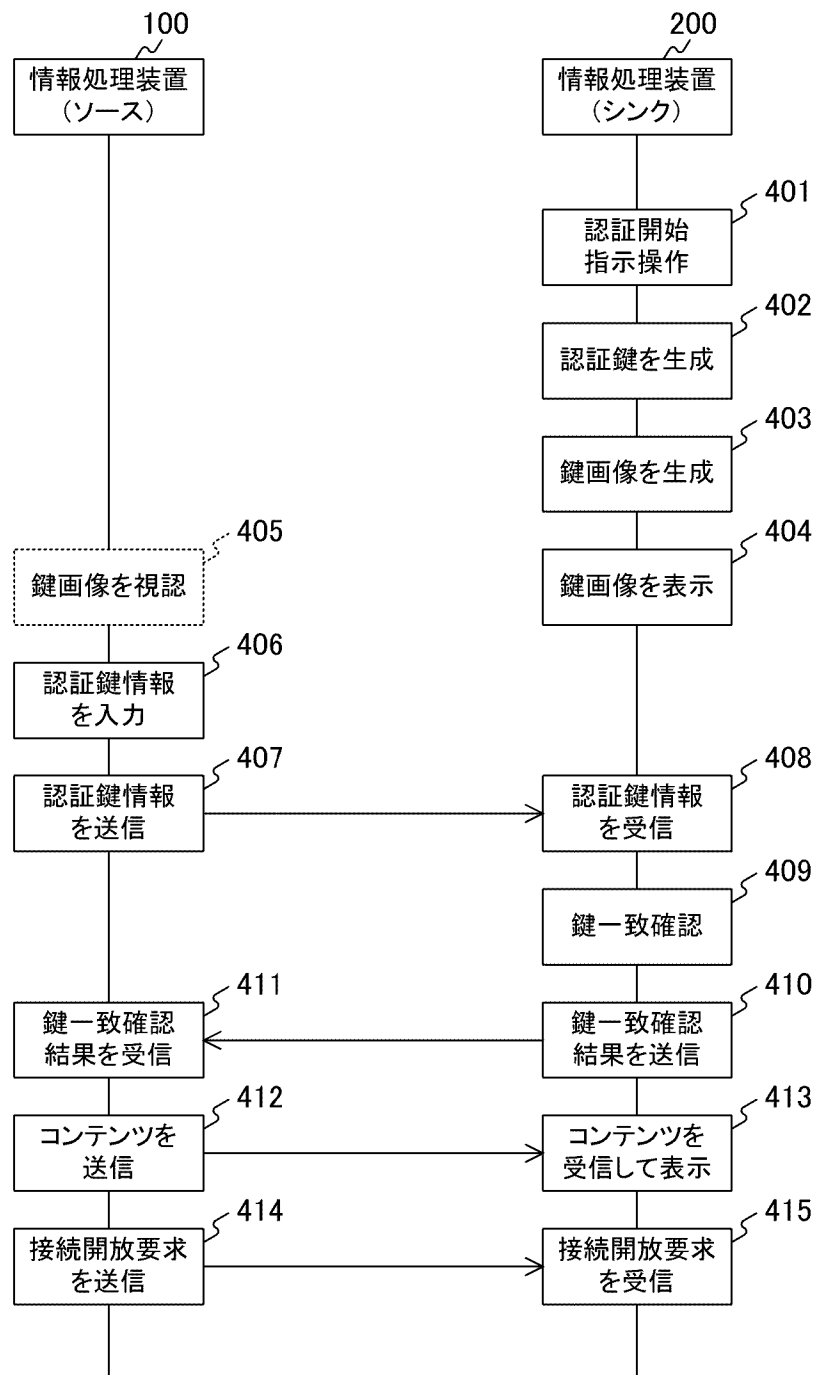 100
200
情報処理装置
(ソース)
情報処理装置
(シンク)
401
認証開始
指示操作
402
認証鍵を生成
403
鍵画像を生成
405
404
鍵画像を視認
鍵画像を表示
406
認証鍵情報
を入力
407
408
認証鍵情報
を送信
認証鍵情報
を受信
409
鍵一致確認
411
410
鍵一致確認
結果を受信
鍵一致確認
結果を送信
412
413
コンテンツを
送信
コンテンツを
受信して表示
414
415
接続開放要求
を送信
接続開放要求
を受信